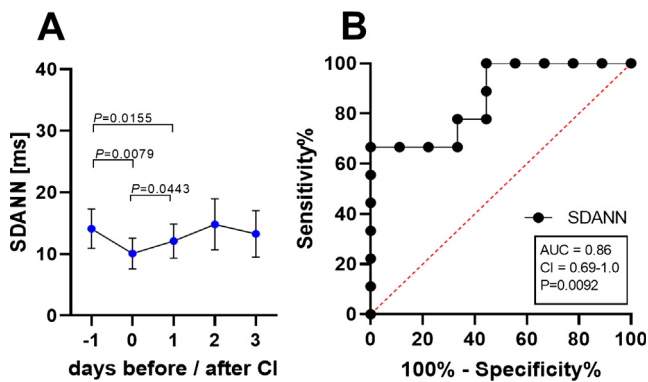 A
SDANN [ms]
40
30
20
10
0
P=0.0155
P=0.0079
P=0.0443
-1 0 1 2 3
days before / after CI
B
Sensitivity%
100
80
60
40
20
0
SDANN
AUC = 0.86
CI = 0.69-1.0
P=0.0092
0 20 40 60 80 100
100% - Specificity%